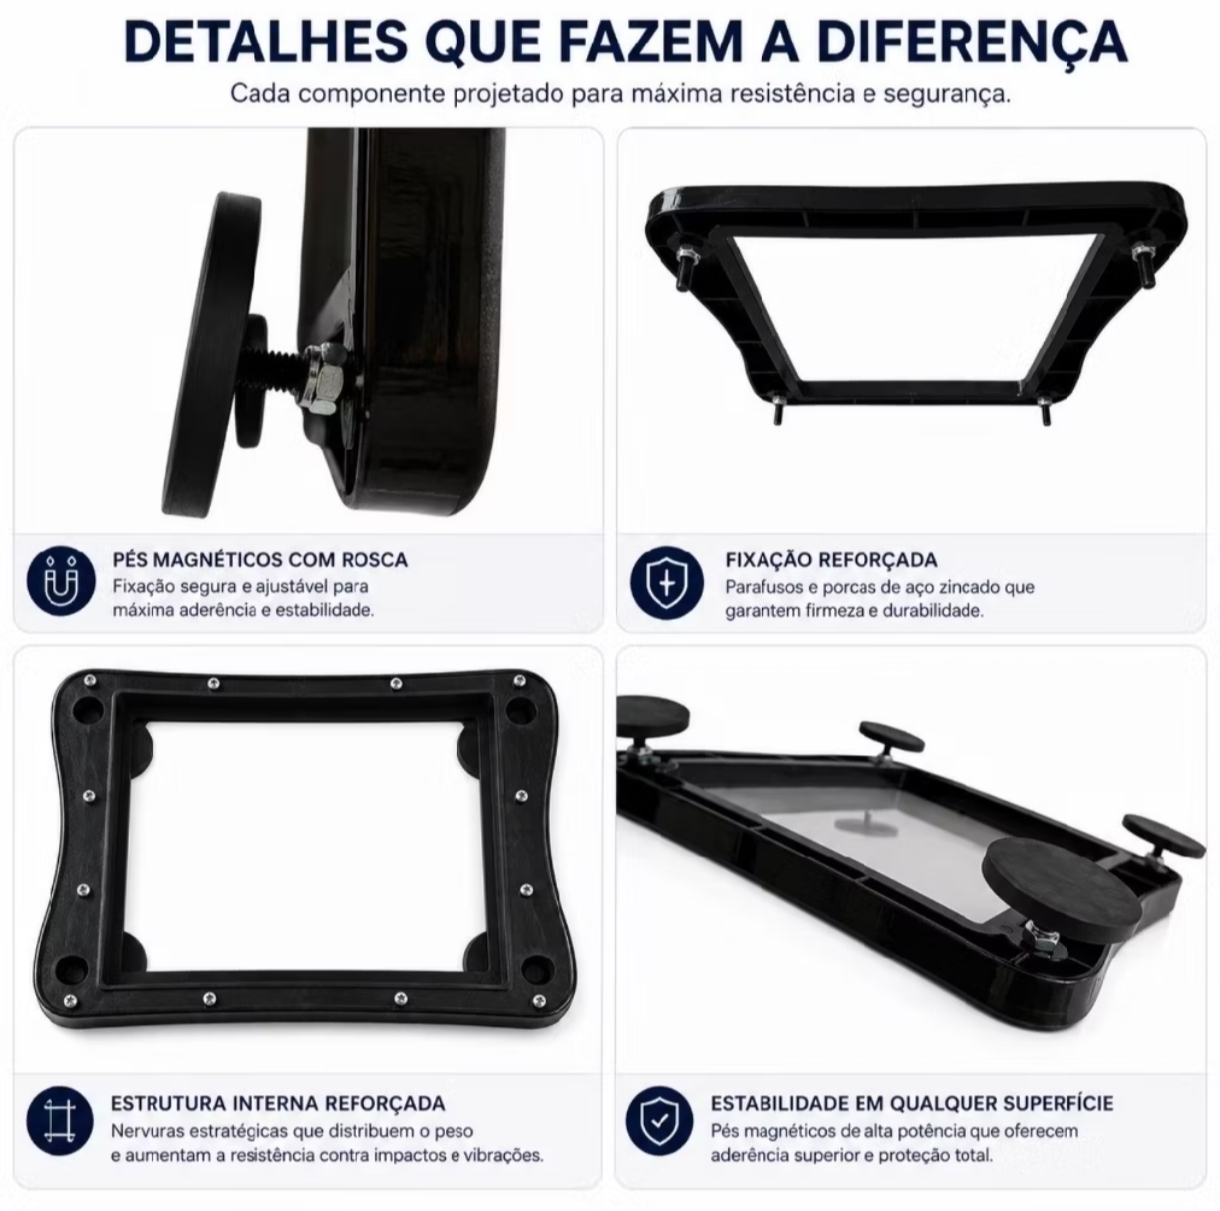 DETALHES QUE FAZEM A DIFERENÇA
Cada componente projetado para máxima resistência e segurança.
PÉS MAGNÉTICOS COM ROSCA
Fixação segura e ajustável para
máxima aderência e estabilidade.
FIXAÇÃO REFORÇADA
Parafusos e porcas de aço zincado que
garantem firmeza e durabilidade.
ESTRUTURA INTERNA REFORÇADA
Nervuras estratégicas que distribuem o peso
e aumentam a resistência contra impactos e vibrações.
ESTABILIDADE EM QUALQUER SUPERFÍCIE
Pés magnéticos de alta potência que oferecem
aderência superior e proteção total.